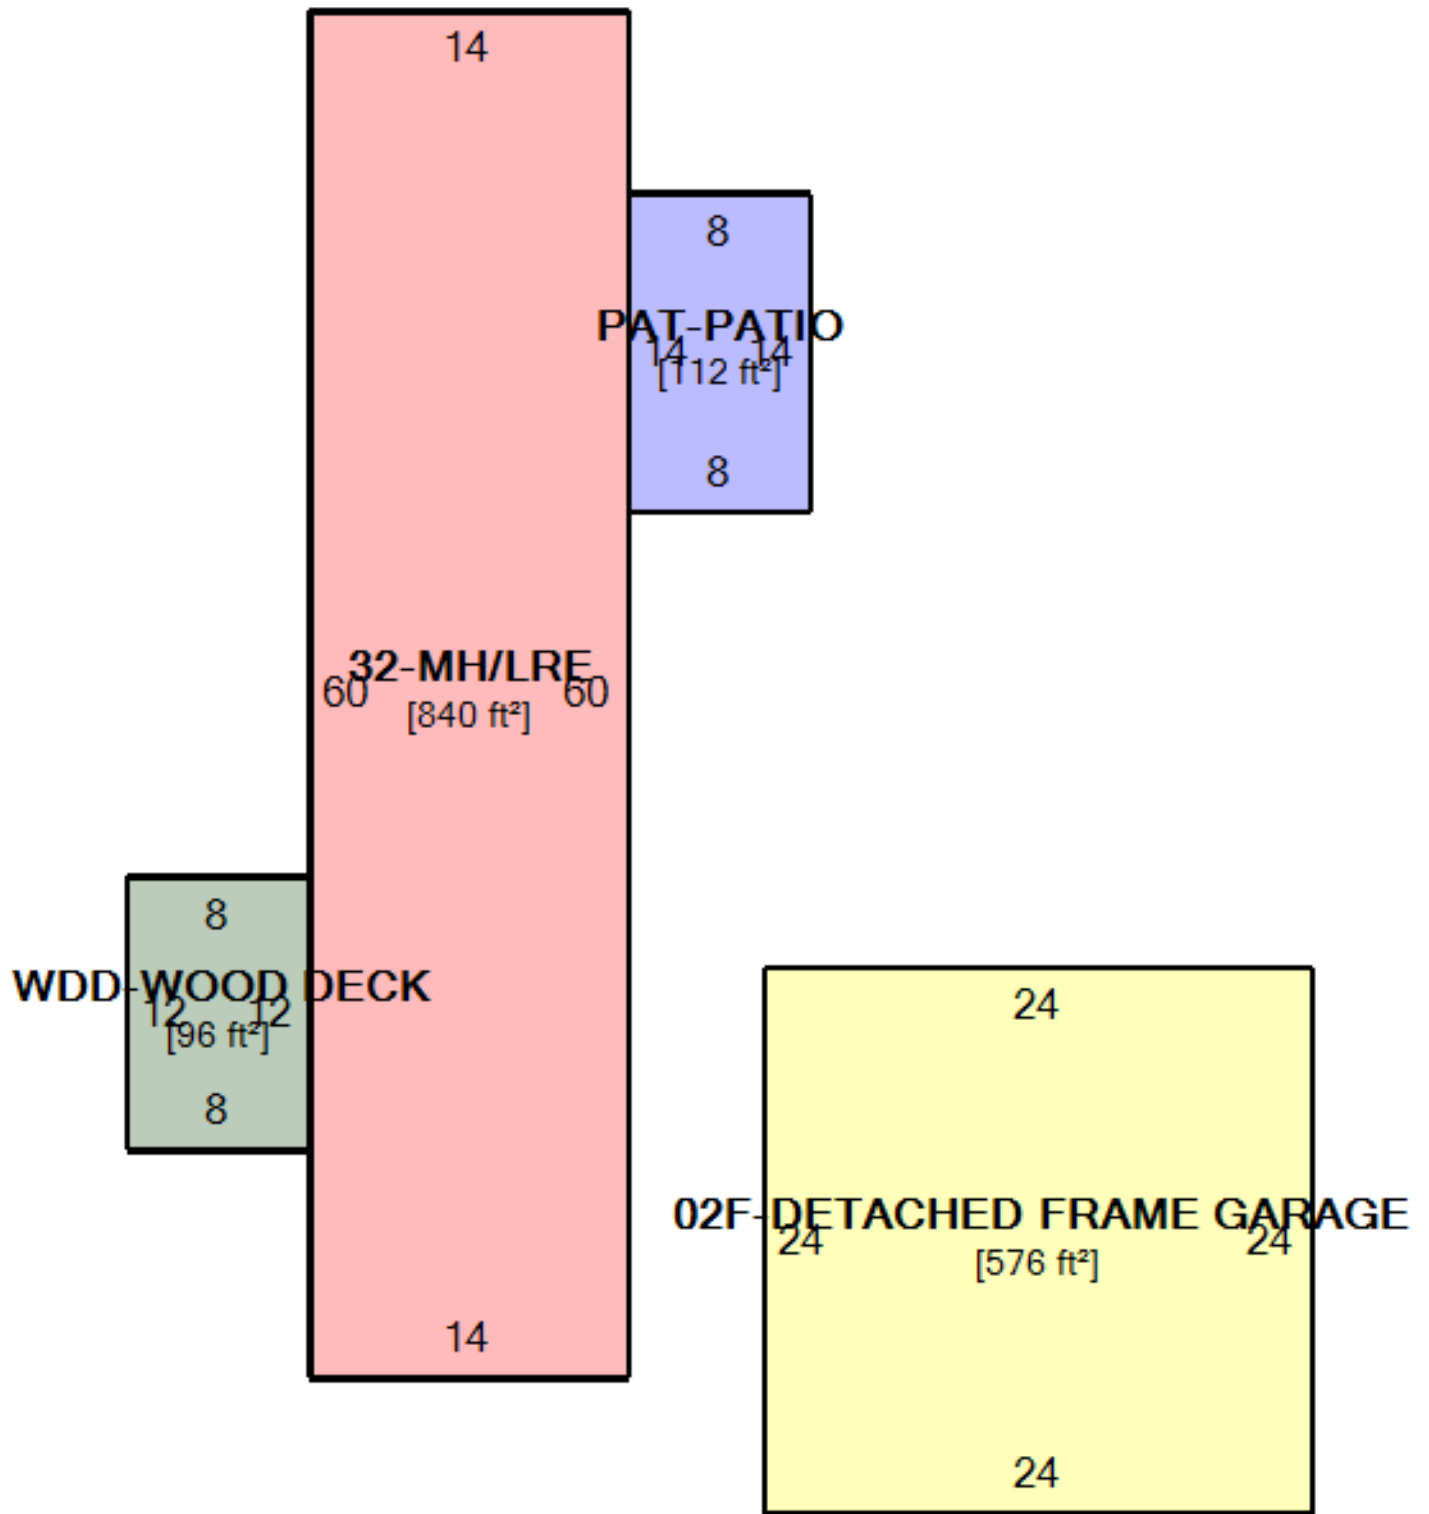 14
8
PAT-PATIO
14 14
[112 ft²]
8
32-MH/LRE
60 60
[840 ft²]
8
WDD-WOOD DECK
12 12
[96 ft²]
8
24
02F-DETACHED FRAME GARAGE
24 24
[576 ft²]
14
24